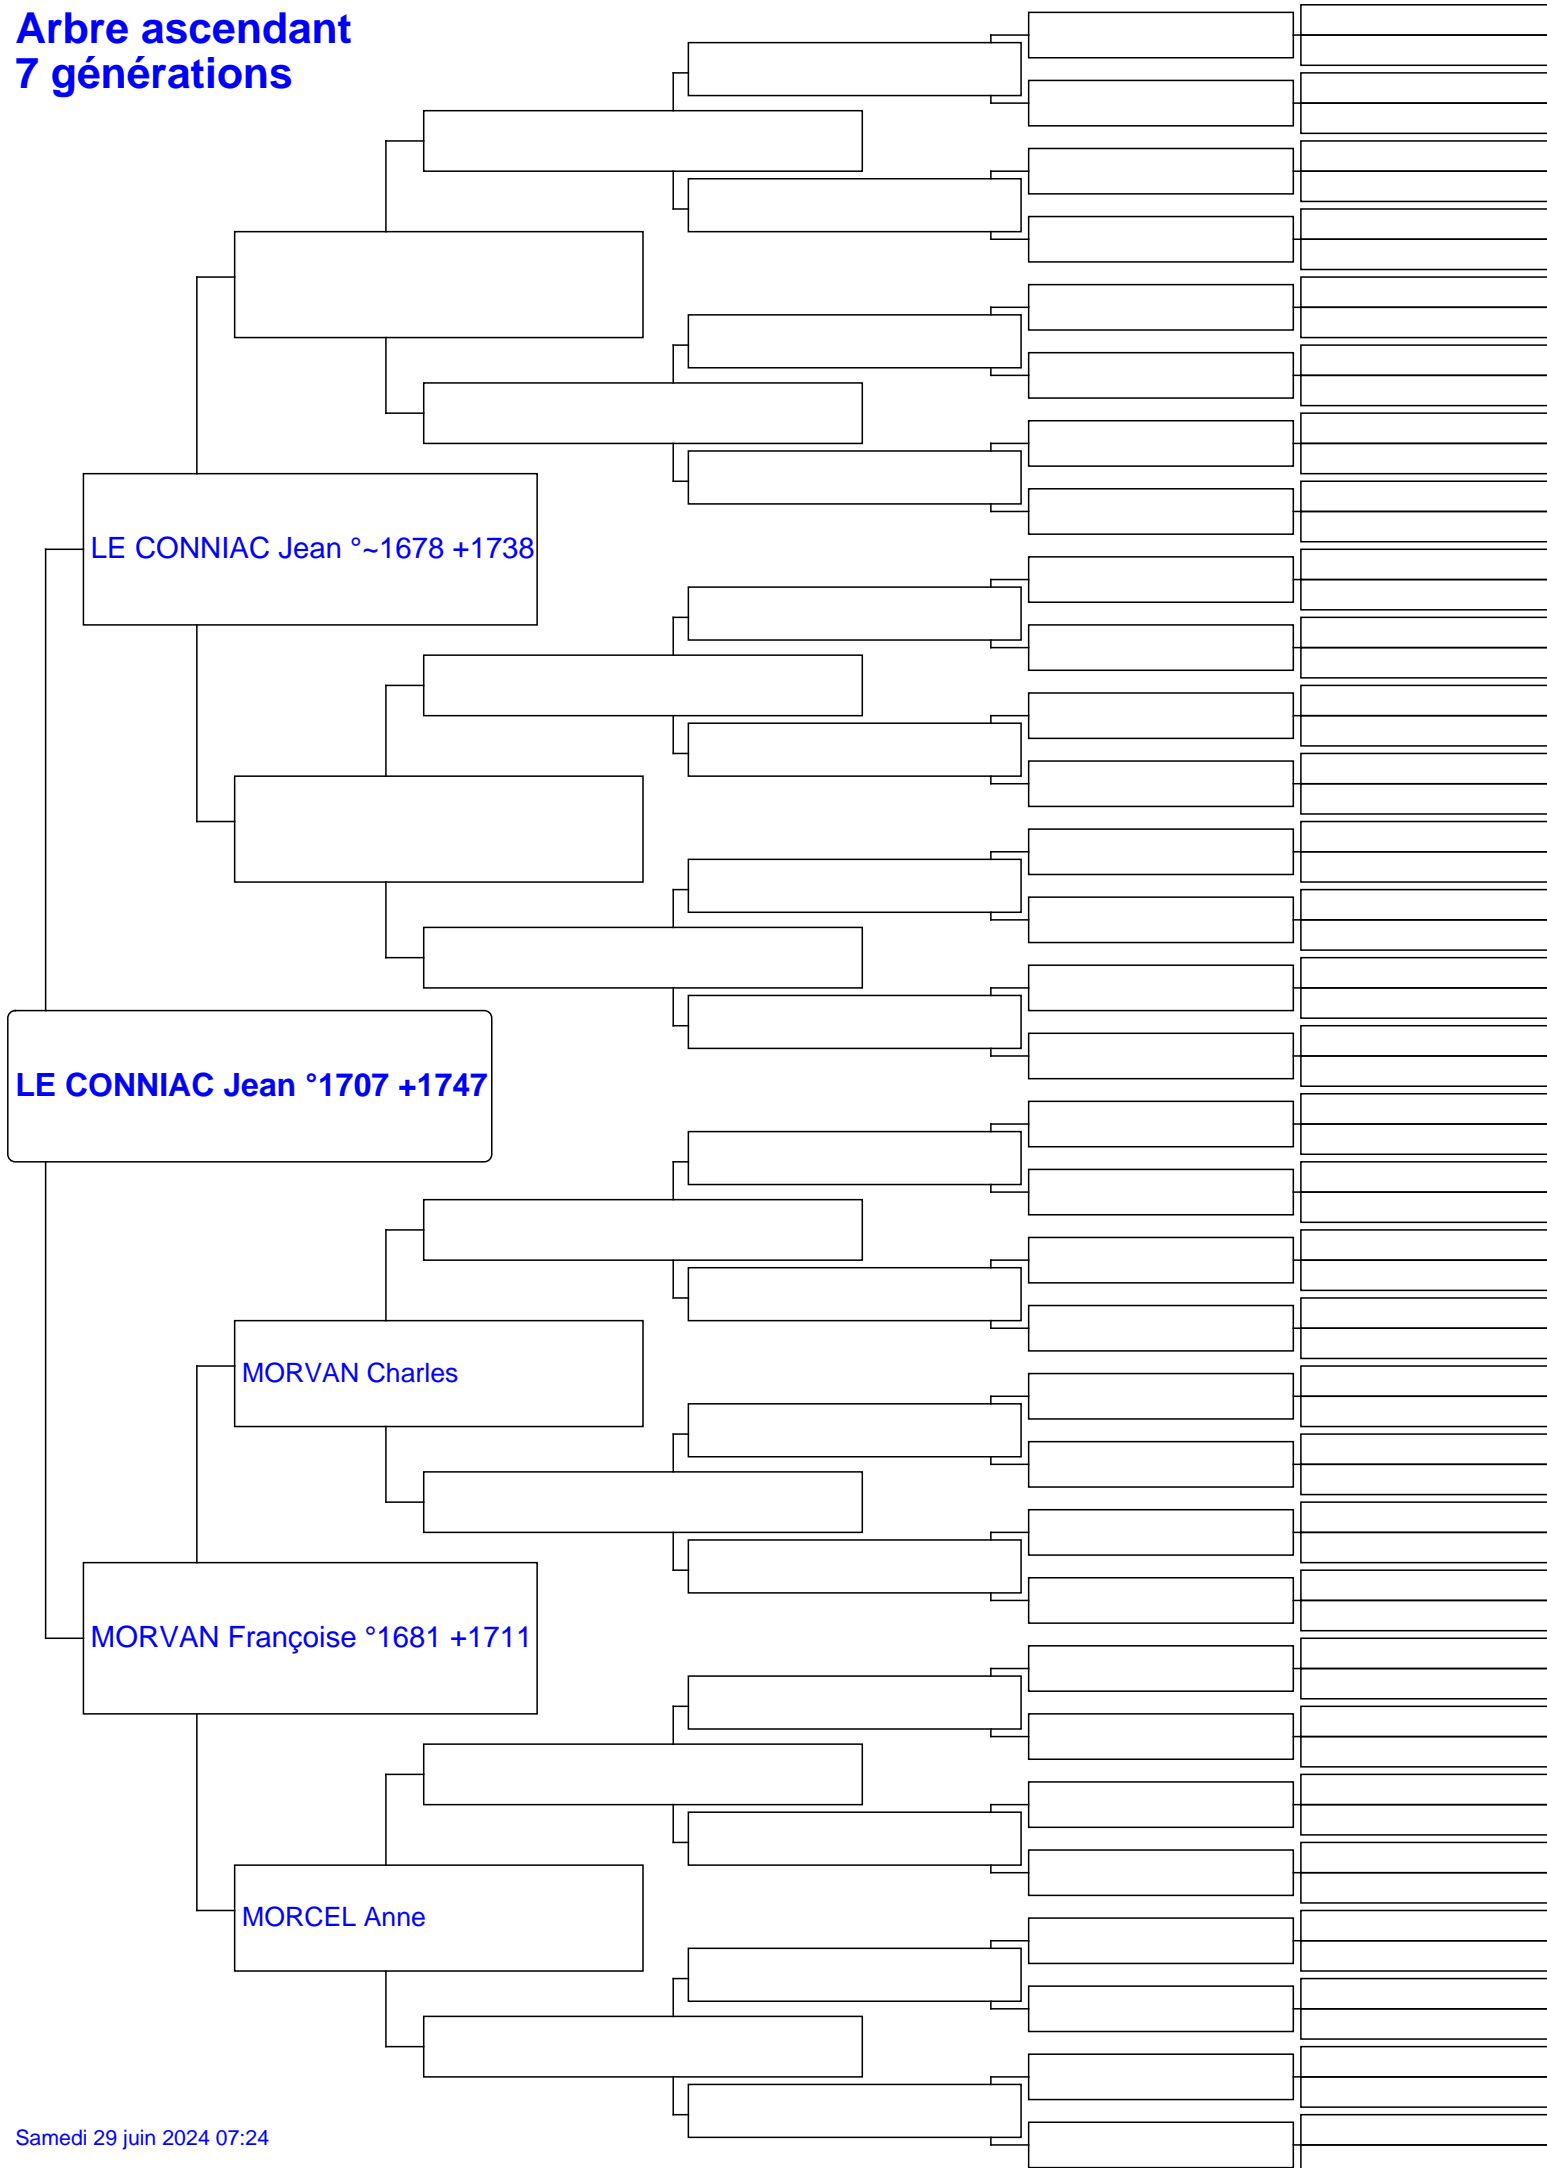 Arbre ascendant
7 générations
LE CONNIAC Jean °~1678 +1738
LE CONNIAC Jean °1707 +1747
MORVAN Charles
MORVAN Françoise °1681 +1711
MORCEL Anne
Samedi 29 juin 2024 07:24